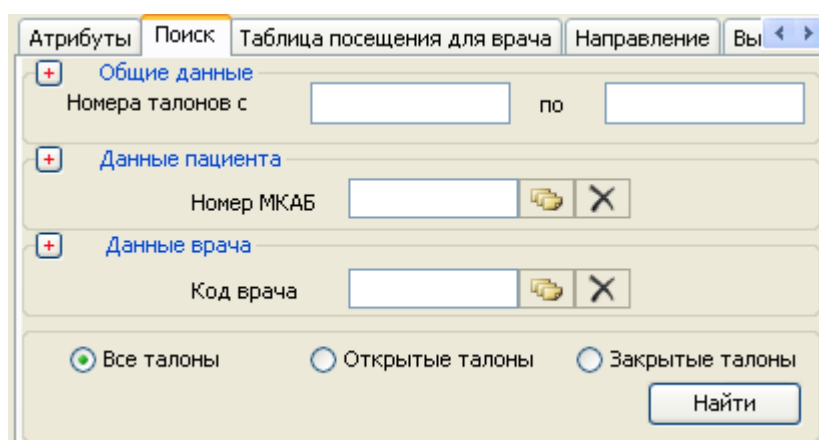 Атрибуты Поиск Таблица посещения для врача Направление Вы
Общие данные
Номера талонов с по
Данные пациента
Номер МКАБ
Данные врача
Код врача
Все талоны Открытые талоны Закрытые талоны
Найти